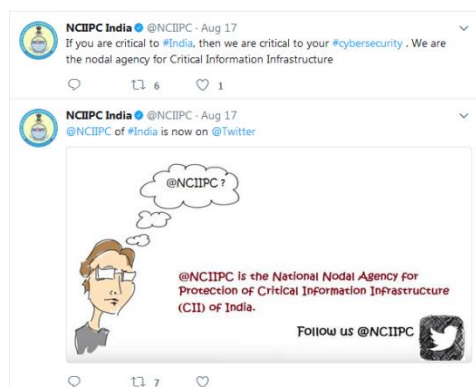 NCIIPC India @NCIIPC · Aug 17
If you are critical to #India, then we are critical to your #cybersecurity . We are
the nodal agency for Critical Information Infrastructure
6 1
NCIIPC India @NCIIPC · Aug 17
@NCIIPC of #India is now on @Twitter
@NCIIPC ?
@NCIIPC is the National Nodal Agency for
Protection of Critical Information Infrastructure
(CII) of India.
Follow us @NCIIPC
7